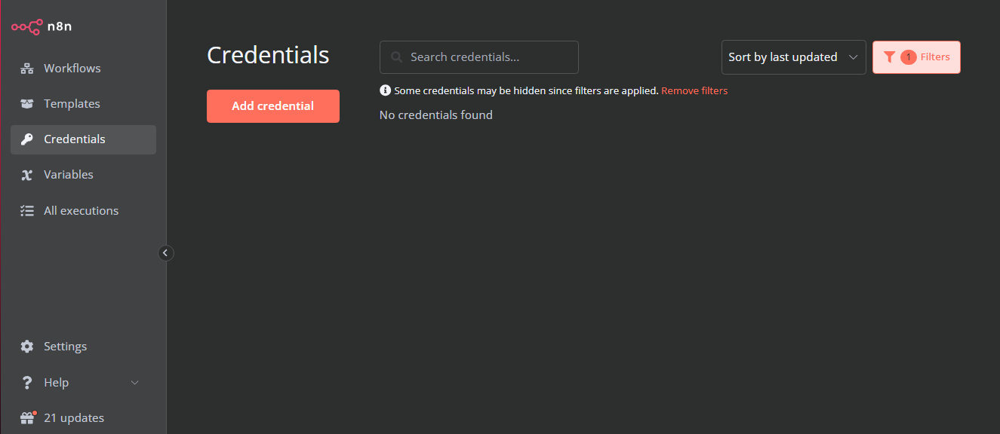 n8n
Workflows
Templates
Credentials
Variables
All executions
Settings
Help
21 updates
Credentials
Add credential
Search credentials...
Sort by last updated
1 Filters
Some credentials may be hidden since filters are applied. Remove filters
No credentials found